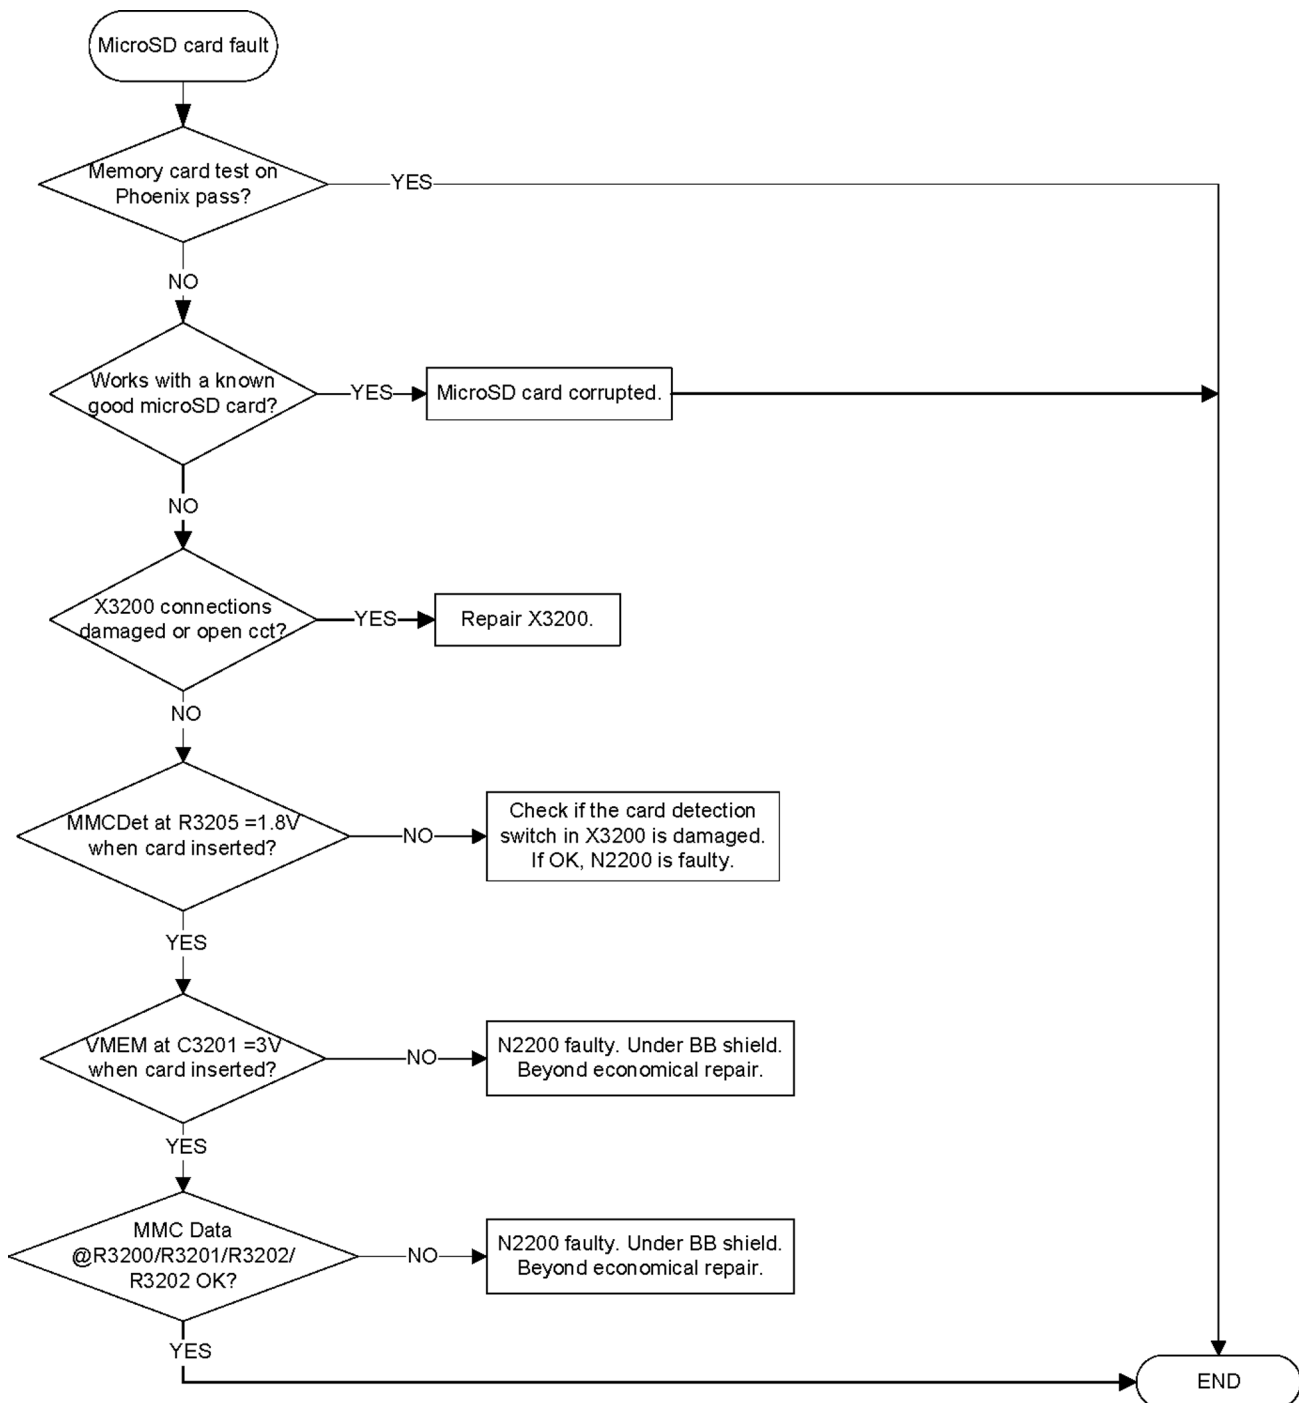 MicroSD card fault
Memory card test on
Phoenix pass?
YES
NO
Works with a known
good microSD card?
YES
MicroSD card corrupted.
NO
X3200 connections
damaged or open cct?
YES
Repair X3200.
NO
MMCDet at R3205 =1.8V
when card inserted?
NO
Check if the card detection
switch in X3200 is damaged.
If OK, N2200 is faulty.
YES
VMEM at C3201 =3V
when card inserted?
NO
N2200 faulty. Under BB shield.
Beyond economical repair.
YES
MMC Data
@R3200/R3201/R3202/
R3202 OK?
NO
N2200 faulty. Under BB shield.
Beyond economical repair.
YES
END